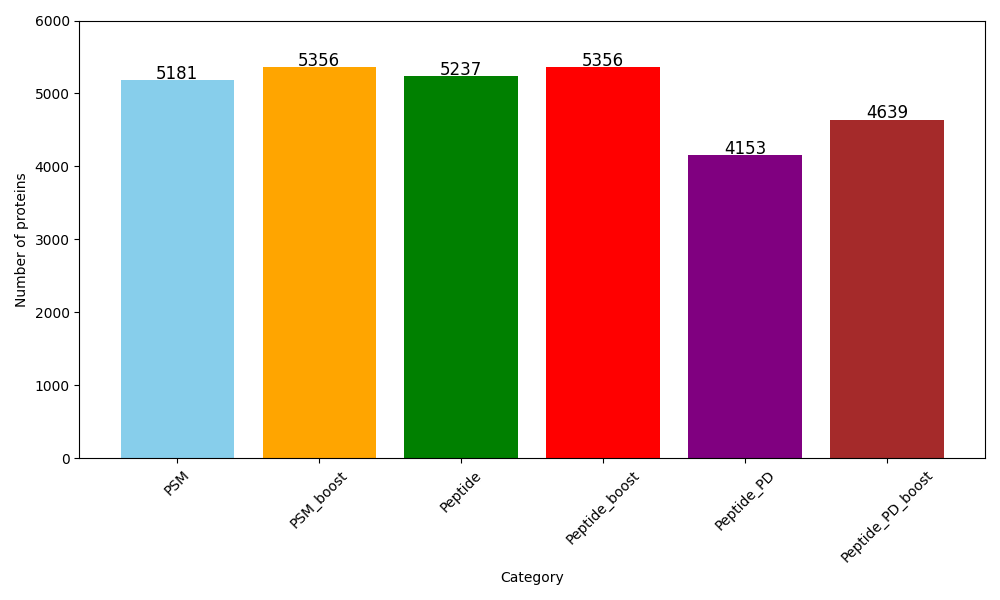 Number of proteins
6000
5000
4000
3000
2000
1000
0
5181
5356
5237
5356
4153
4639
PSM
PSM_boost
Peptide
Peptide_boost
Peptide_PD
Peptide_PD_boost
Category